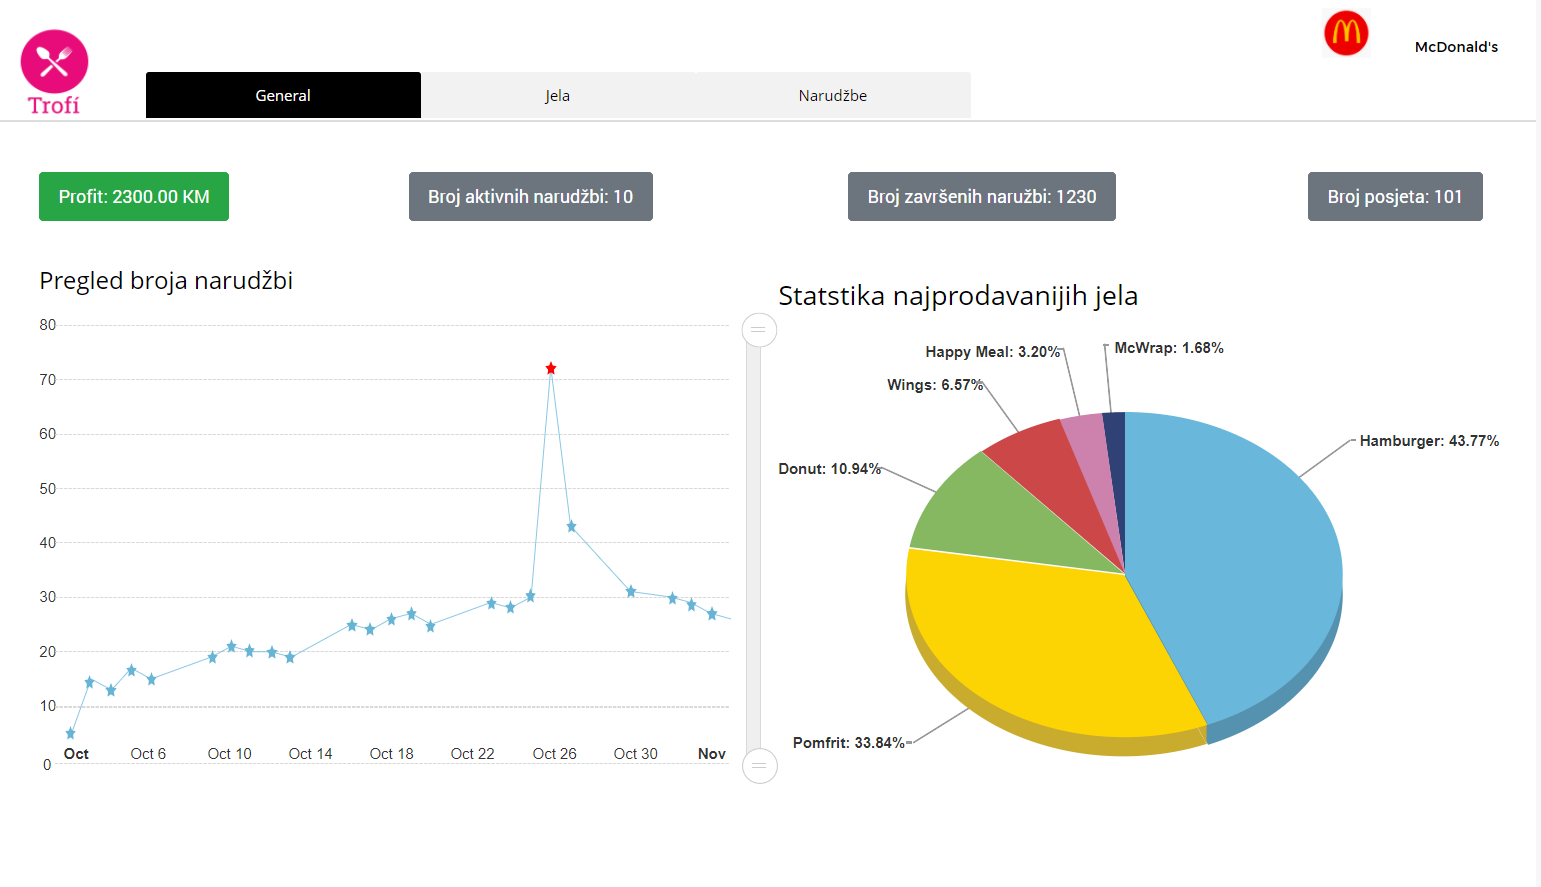 Trofí
McDonald's
General
Jela
Narudžbe
Profit: 2300.00 KM
Broj aktivnih narudžbi: 10
Broj završenih naružbi: 1230
Broj posjeta: 101
Pregled broja narudžbi
80
70
60
50
40
30
20
10
0
Oct
Oct 6
Oct 10
Oct 14
Oct 18
Oct 22
Oct 26
Oct 30
Nov
Statstika najprodavanijih jela
McWrap: 1.68%
Happy Meal: 3.20%
Wings: 6.57%
Hamburger: 43.77%
Donut: 10.94%
Pomfrit: 33.84%